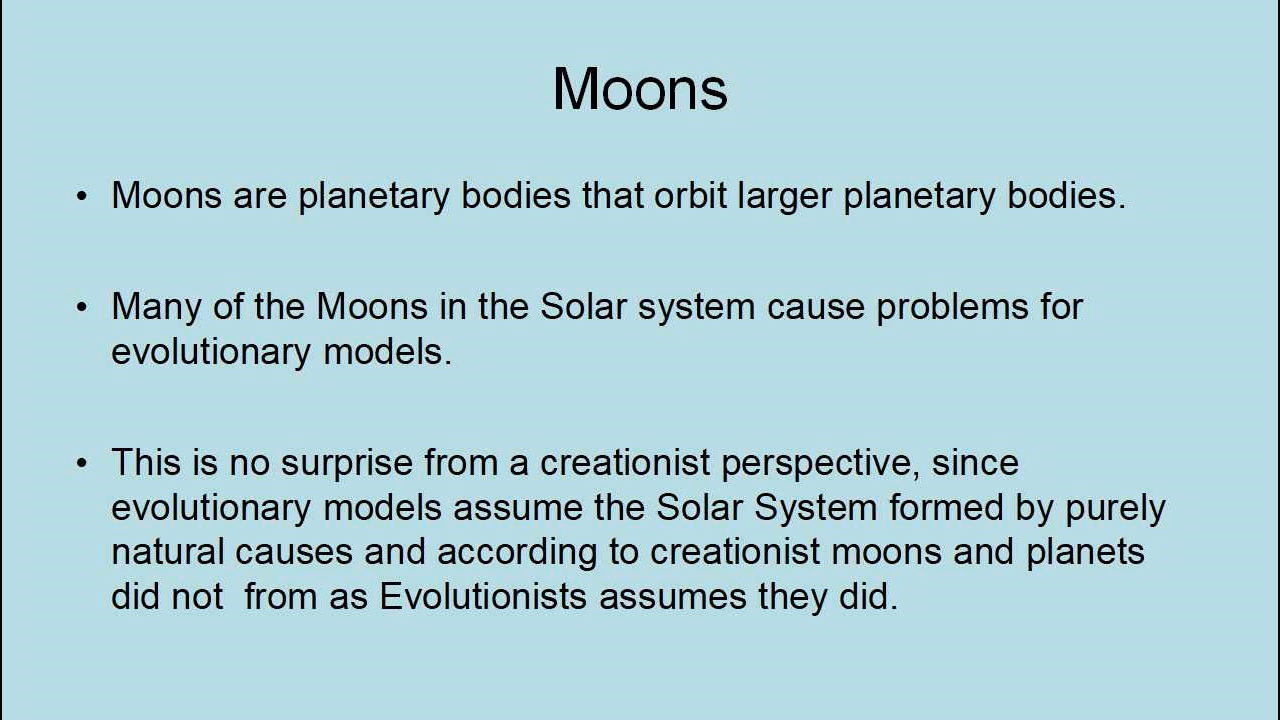 Moons
• Moons are planetary bodies that orbit larger planetary bodies.
• Many of the Moons in the Solar system cause problems for
evolutionary models.
• This is no surprise from a creationist perspective, since
evolutionary models assume the Solar System formed by purely
natural causes and according to creationist moons and planets
did not  from as Evolutionists assumes they did.